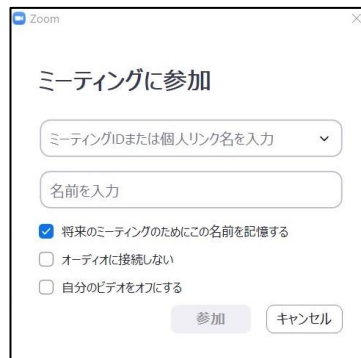 Zoom
ミーティングに参加
ミーティングIDまたは個人リンク名を入力
名前を入力
将来のミーティングのためにこの名前を記憶する
オーディオに接続しない
自分のビデオをオフにする
参加 キャンセル